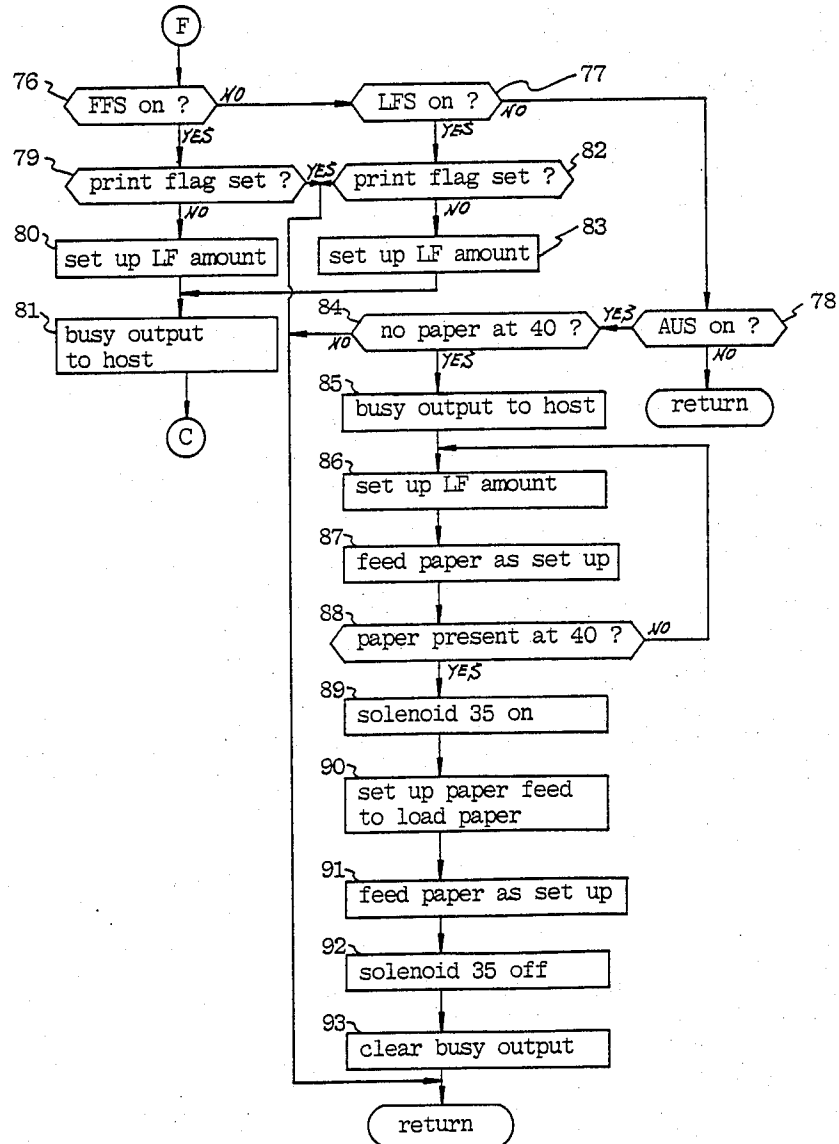 F
76
FFS on ?
NO
YES
77
LFS on ?
NO
YES
79
print flag set ?
YES
NO
82
print flag set ?
NO
80
set up LF amount
83
set up LF amount
81
busy output
to host
C
84
no paper at 40 ?
NO
YES
YES
78
AUS on ?
NO
return
85
busy output to host
86
set up LF amount
87
feed paper as set up
88
paper present at 40 ?
NO
YES
89
solenoid 35 on
90
set up paper feed
to load paper
91
feed paper as set up
92
solenoid 35 off
93
clear busy output
return